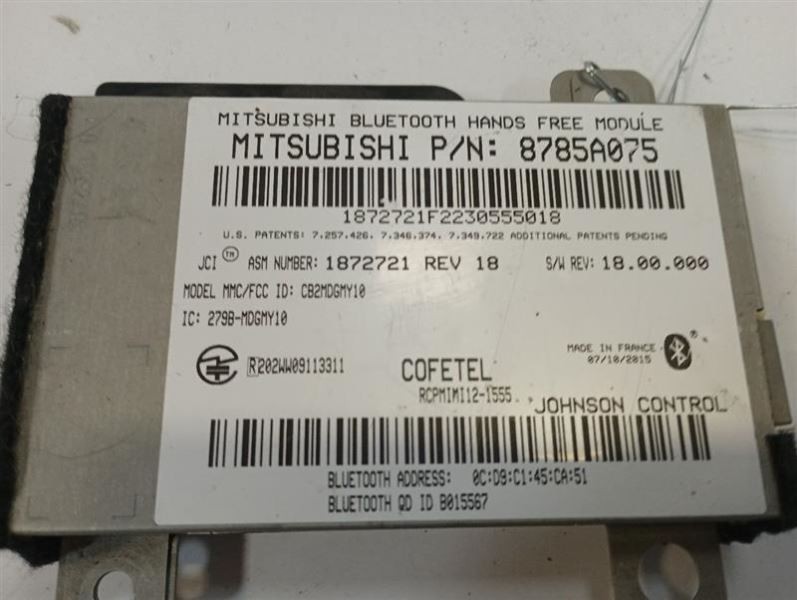 MITSUBISHI BLUETOOTH HANDS FREE MODULE
MITSUBISHI P/N: 8785A075
1872721F2230555018
U.S. PATENTS: 7.257.426. 7.346.374. 7.349.722 ADDITIONAL PATENTS PENDING
JCI TM ASM NUMBER: 1872721 REV 18 S/W REV: 18.00.000
MODEL MMC/FCC ID: CB2MDGMY10
IC: 279B-MDGMY10
R 202WW09113311
COFETEL
RCPMIMI12-1555
MADE IN FRANCE
07/10/2015
®
JOHNSON CONTROL
BLUETOOTH ADDRESS: 0C:D9:C1:45:CA:51
BLUETOOTH QD ID B015567